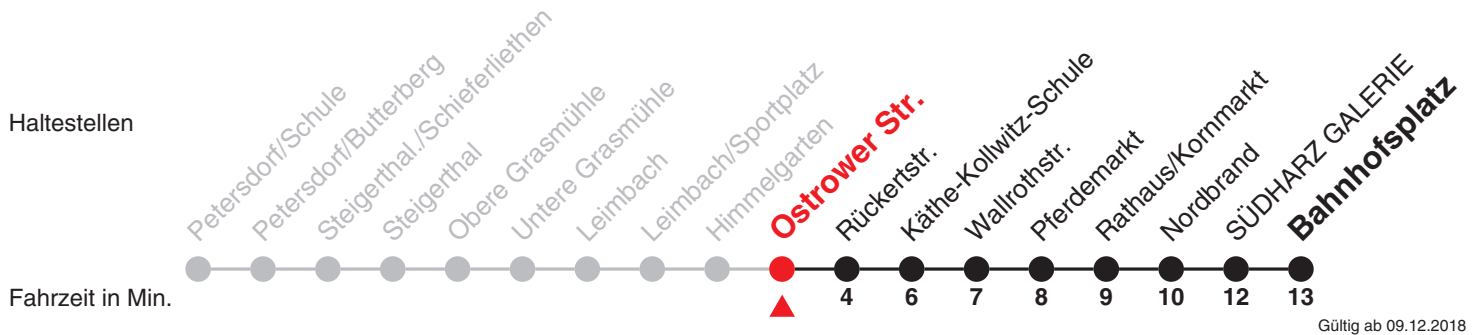 Haltestellen
Petersdorf/Schule
Petersdorf/Butterberg
Steigerthal./Schieferliethen
Steigerthal
Obere Grasmühle
Untere Grasmühle
Leimbach
Leimbach/Sportplatz
Himmelgarten
Ostrower Str.
Rückertstr.
Käthe-Kollwitz-Schule
Wallrothstr.
Pferdemarkt
Rathaus/Kornmarkt
Nordbrand
SÜDHARZ GALERIE
Bahnhofsplatz
Fahrzeit in Min.
4 6 7 8 9 10 12 13
Gültig ab 09.12.2018